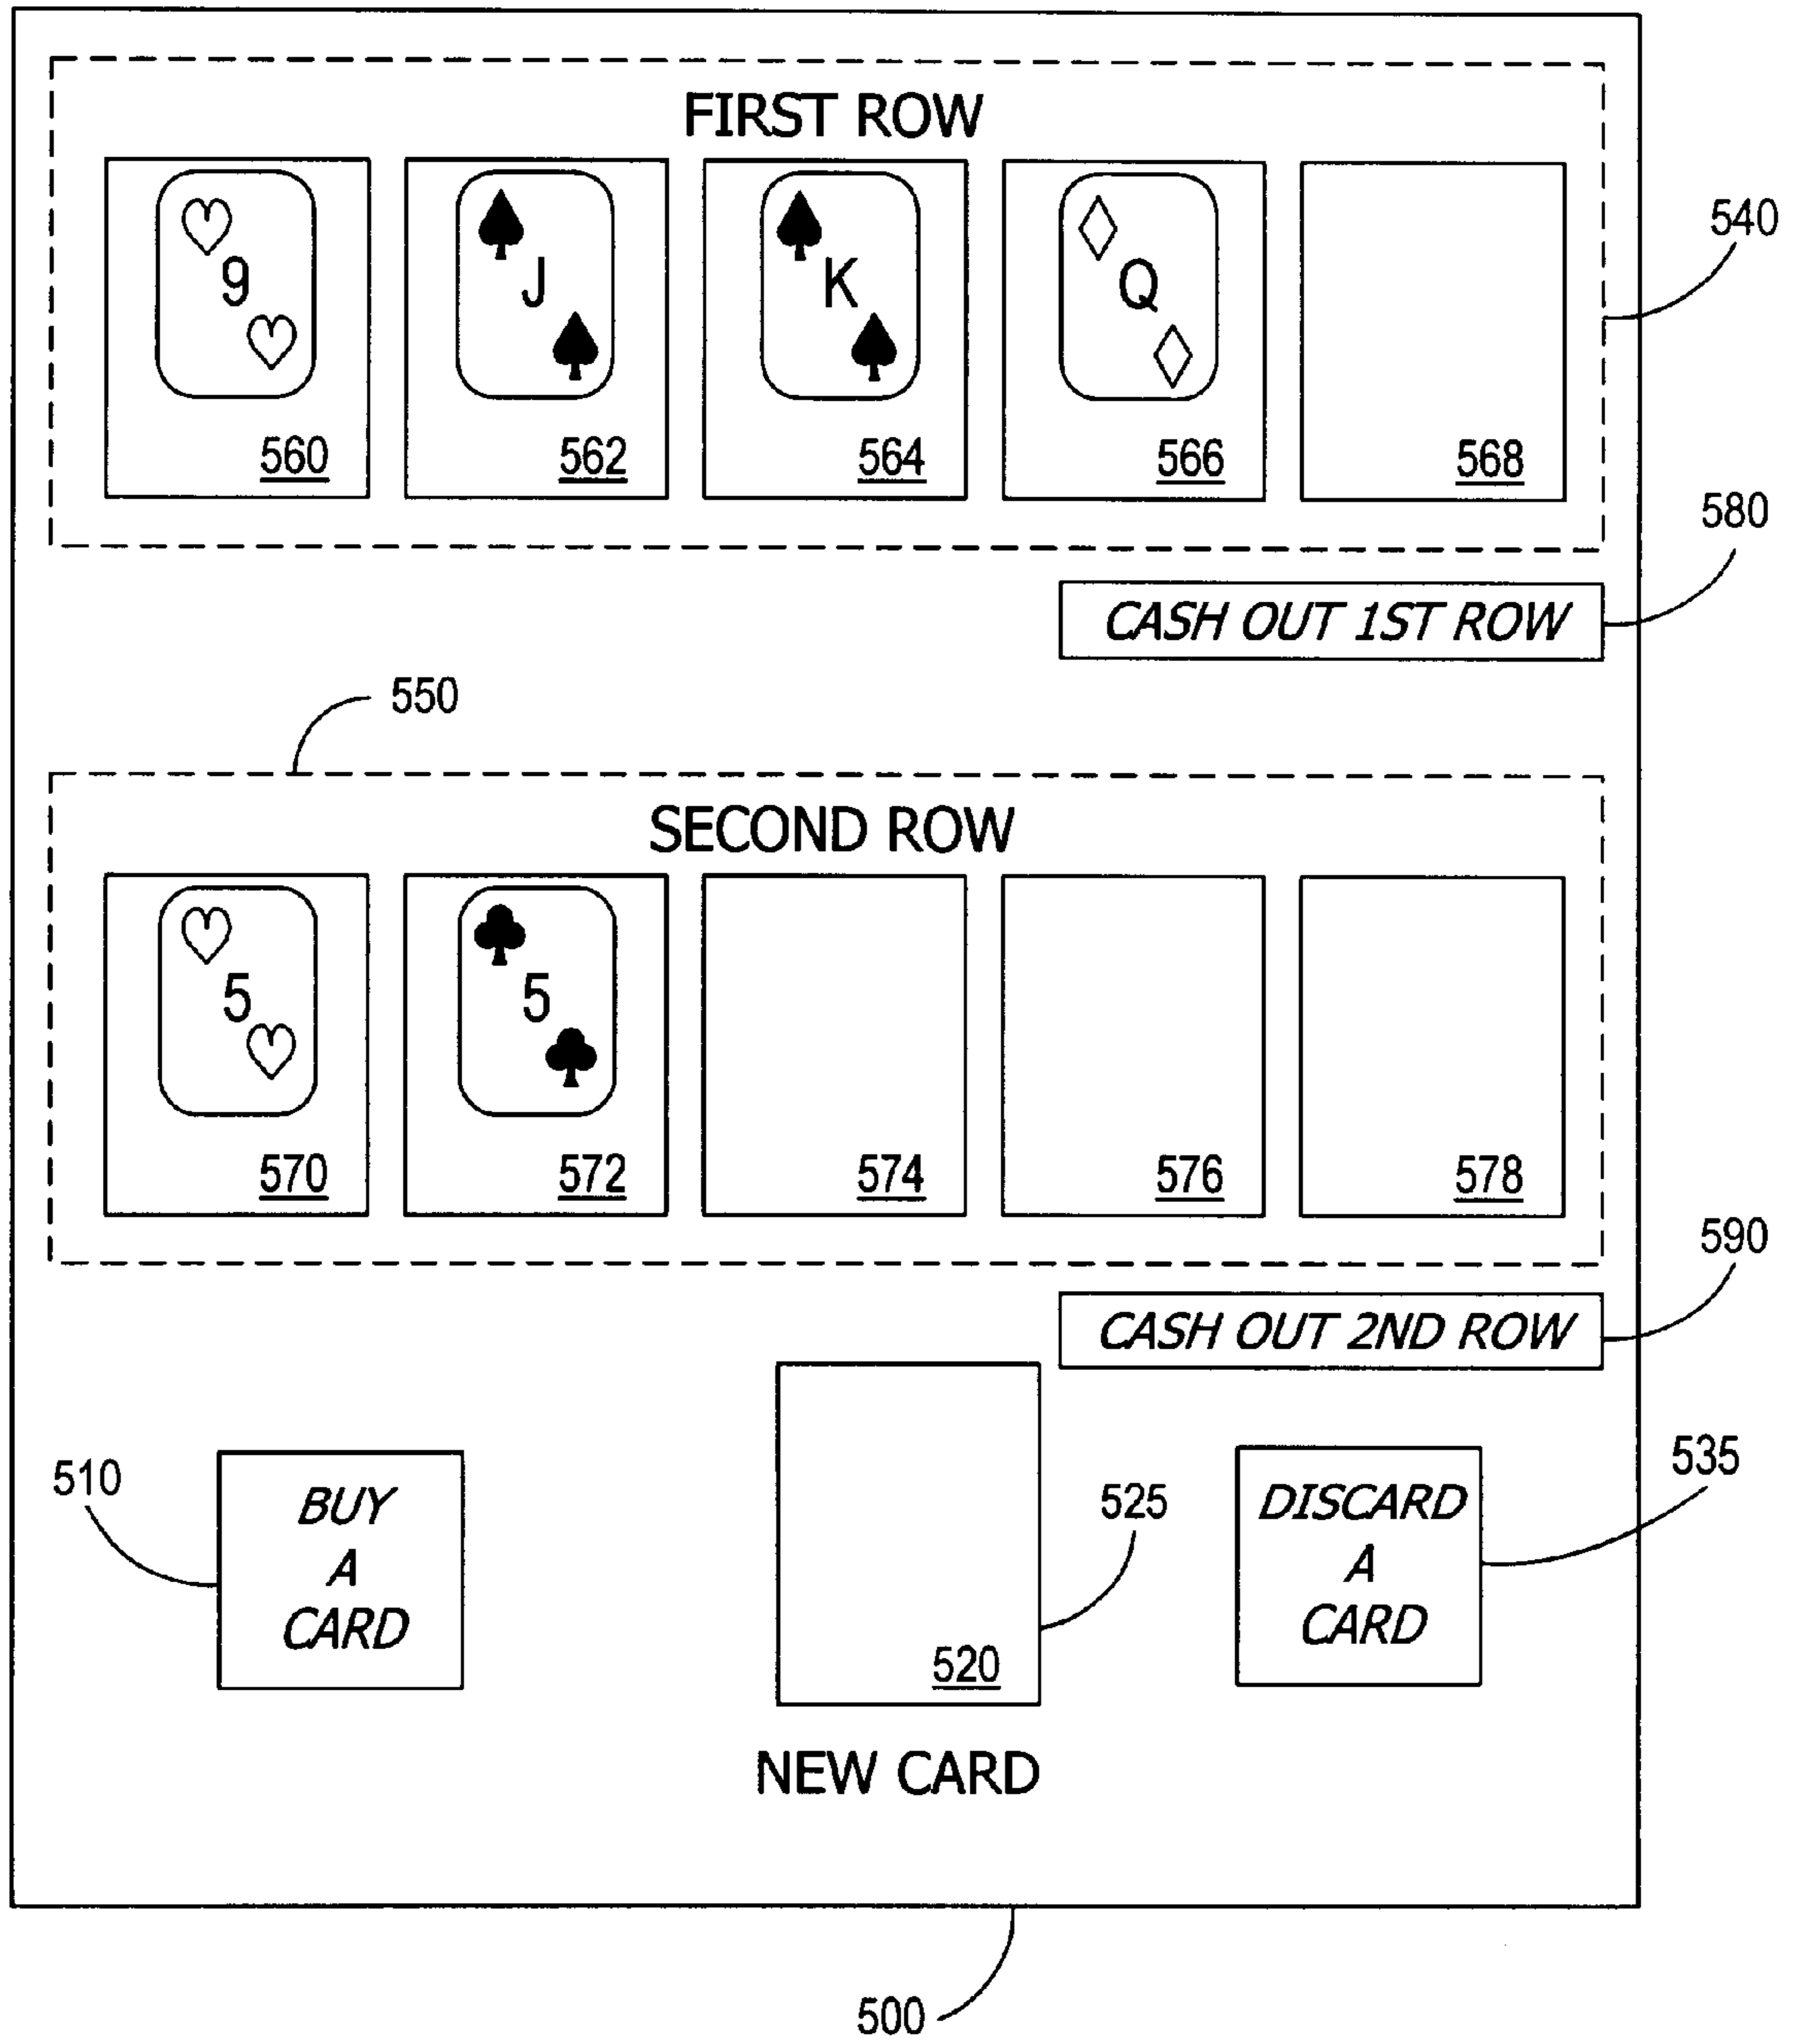 FIRST ROW
9 J K Q
560 562 564 566 568
540
580
CASH OUT 1ST ROW
550
SECOND ROW
5 5
570 572 574 576 578
590
CASH OUT 2ND ROW
510
BUY
A
CARD
520
525
535
DISCARD
A
CARD
NEW CARD
500